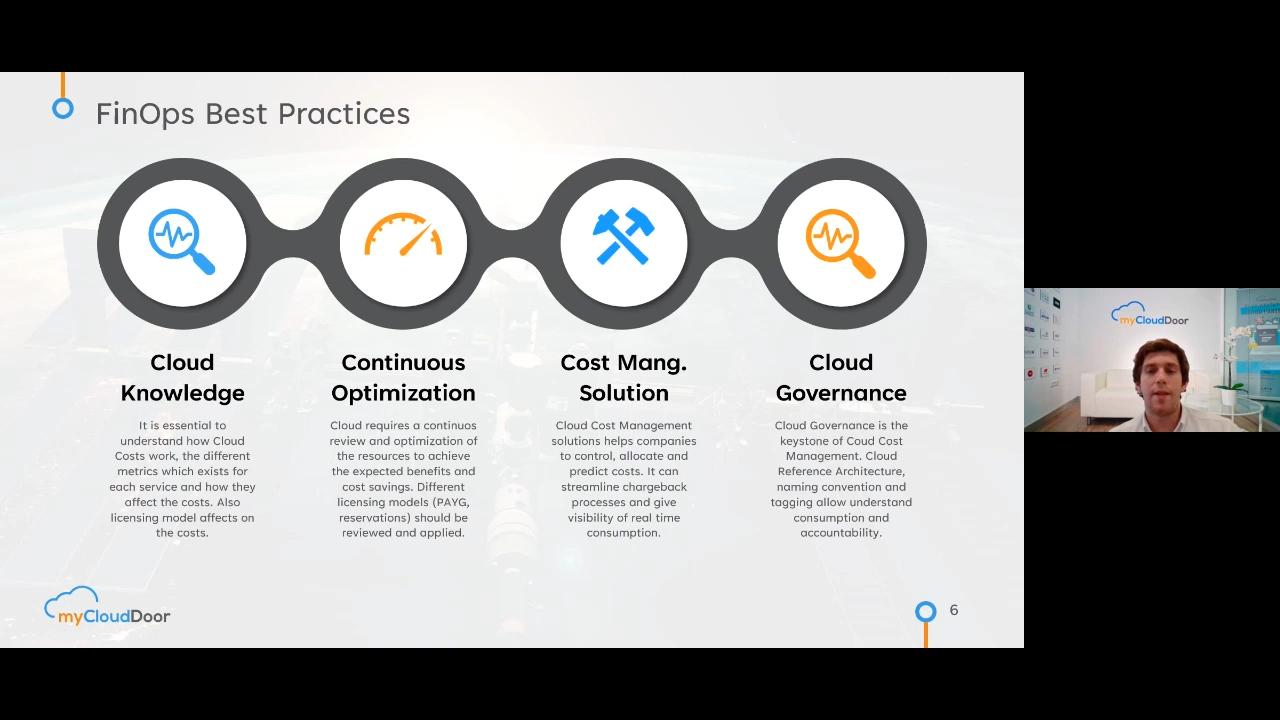 FinOps Best Practices
Cloud
Knowledge
It is essential to
understand how Cloud
Costs work, the different
metrics which exists for
each service and how they
affect the costs. Also
licensing model affects on
the costs.
Continuous
Optimization
Cloud requires a continuos
review and optimization of
the resources to achieve
the expected benefits and
cost savings. Different
licensing models (PAYG,
reservations) should be
reviewed and applied.
Cost Mang.
Solution
Cloud Cost Management
solutions helps companies
to control, allocate and
predict costs. It can
streamline chargeback
processes and give
visibility of real time
consumption.
Cloud
Governance
Cloud Governance is the
keystone of Coud Cost
Management. Cloud
Reference Architecture,
naming convention and
tagging allow understand
consumption and
accountability.
myCloudDoor
6
myCloudDoor